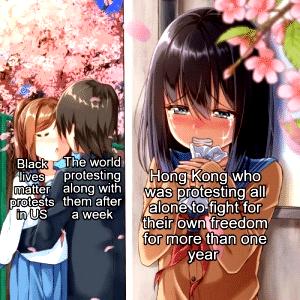 Black
lives
matter
protests
in US
The world
protesting
along with
them after
a week
Hong Kong who
was protesting all
alone to fight for
their own freedom
for more than one
year